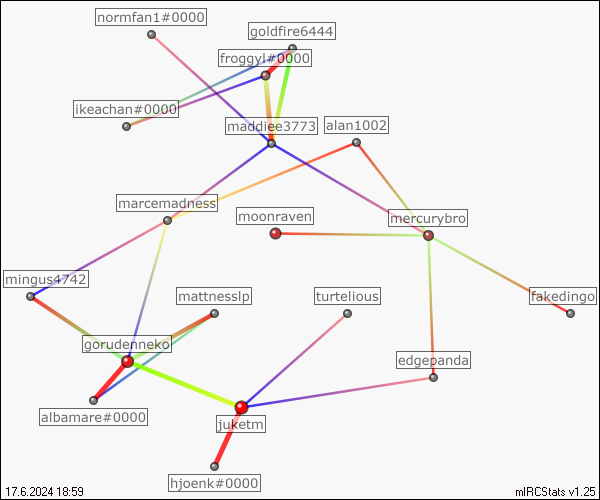 normfan1#0000
goldfire6444
froggyl#0000
ikeachan#0000
maddiee3773
alan1002
marcemadness
moonraven
mercurybro
mingus4742
mattnesslp
turtelious
fakedingo
gorudenneko
edgepanda
albamare#0000
juketm
hjoenk#0000
17.6.2024 18:59
mIRCStats v1.25